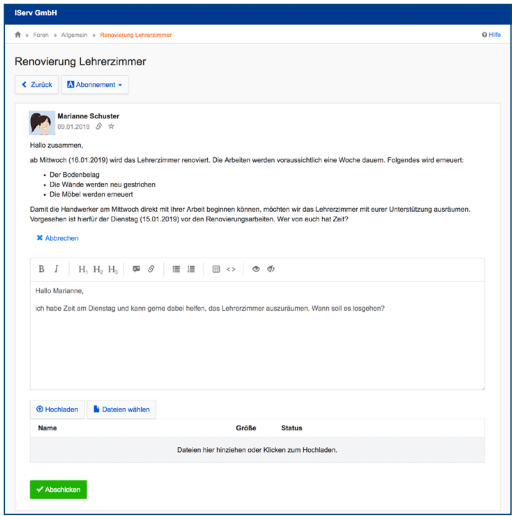 IServ GmbH
» Foren » Allgemein » Renovierung Lehrerzimmer
Hilfe
Renovierung Lehrerzimmer
Zurück
Abonnement
Marianne Schuster
09.01.2019
Hallo zusammen,
ab Mittwoch (16.01.2019) wird das Lehrerzimmer renoviert. Die Arbeiten werden voraussichtlich eine Woche dauern. Folgendes wird erneuert:
• Der Bodenbelag
• Die Wände werden neu gestrichen
• Die Möbel werden erneuert
Damit die Handwerker am Mittwoch direkt mit ihrer Arbeit beginnen können, möchten wir das Lehrerzimmer mit eurer Unterstützung ausräumen.
Vorgesehen ist hierfür der Dienstag (15.01.2019) vor den Renovierungsarbeiten. Wer von euch hat Zeit?
Abbrechen
B I H1 H2 H3 <>
Hallo Marianne,
ich habe Zeit am Dienstag und kann gerne dabei helfen, das Lehrerzimmer auszuräumen. Wann soll es losgehen?
Hochladen
Dateien wählen
Name Größe Status
Dateien hier hinziehen oder Klicken zum Hochladen.
Abschicken